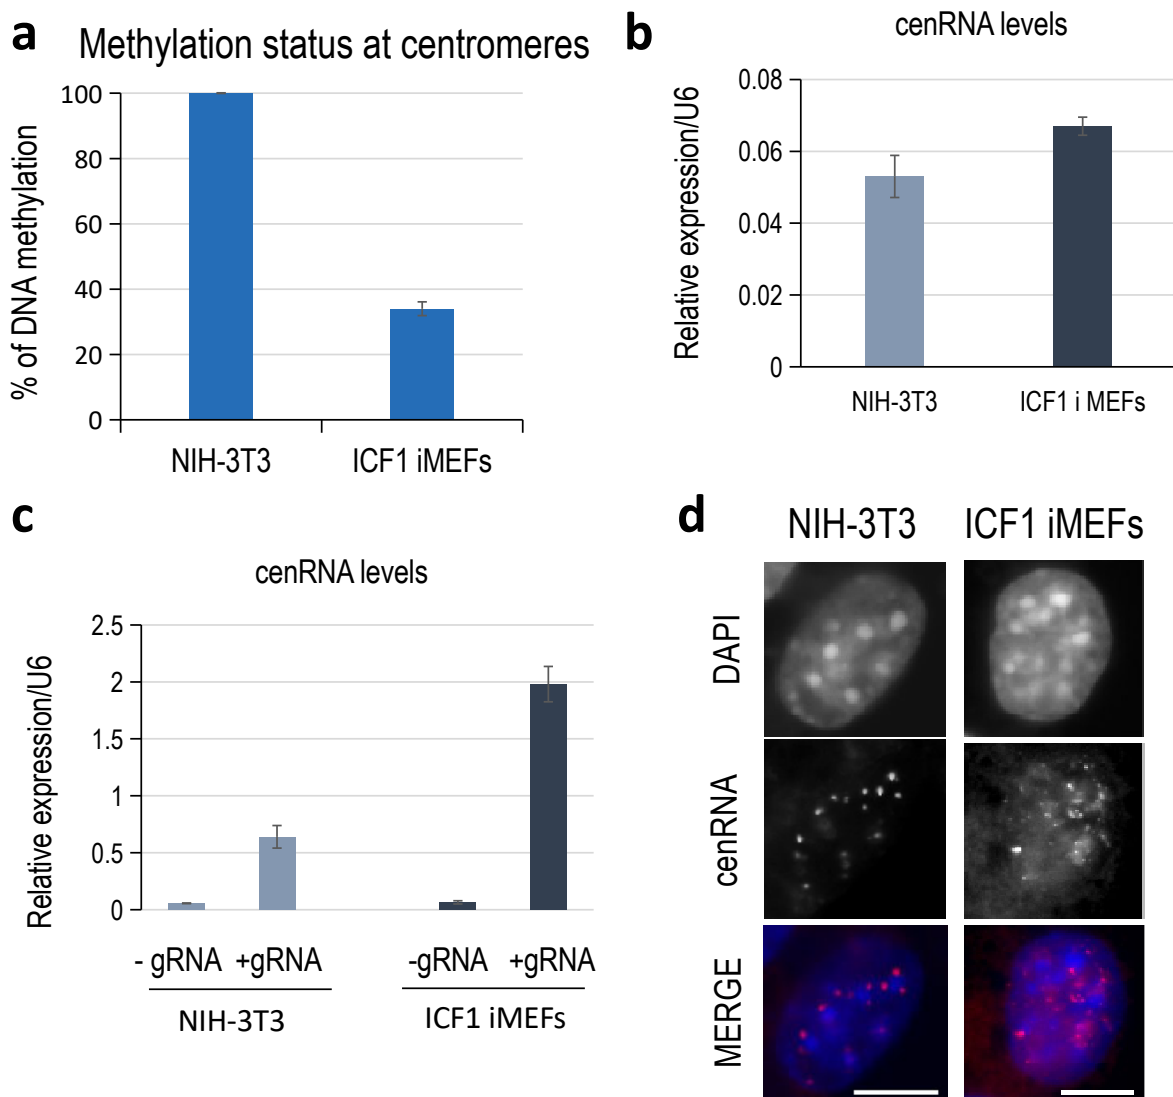 a
Methylation status at centromeres
% of DNA methylation
100
80
60
40
20
0
NIH-3T3
ICF1 iMEFs
b
cenRNA levels
Relative expression/U6
0.08
0.06
0.04
0.02
0
NIH-3T3
ICF1 i MEFs
c
cenRNA levels
Relative expression/U6
2.5
2
1.5
1
0.5
0
- gRNA +gRNA
-gRNA +gRNA
NIH-3T3
ICF1 iMEFs
d
NIH-3T3
ICF1 iMEFs
DAPI
cenRNA
MERGE